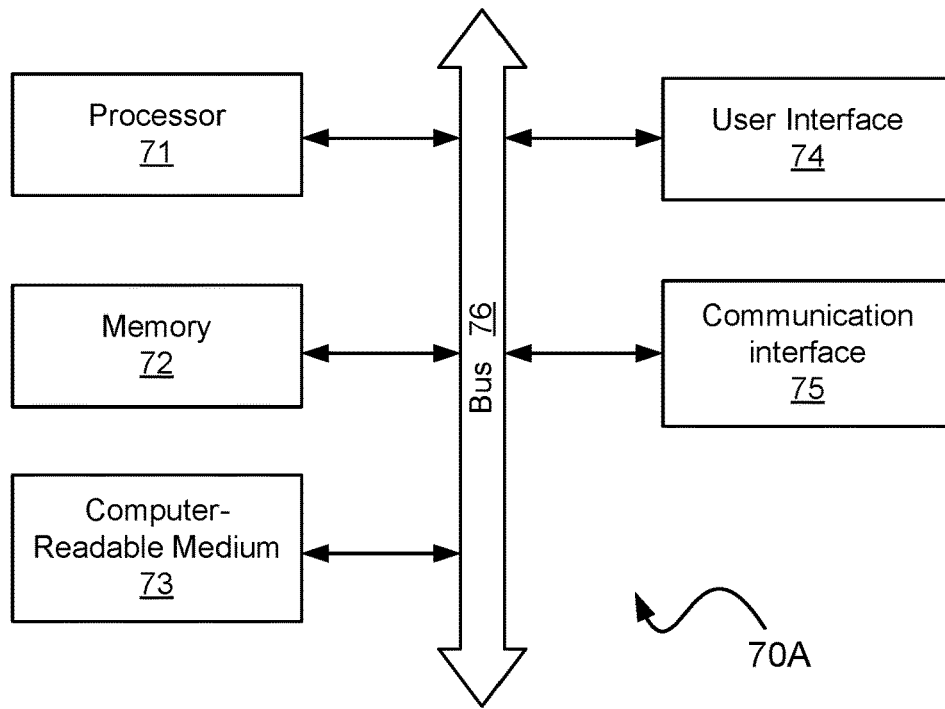 Processor
71
Memory
72
Computer-
Readable Medium
73
Bus 76
User Interface
74
Communication
interface
75
70A